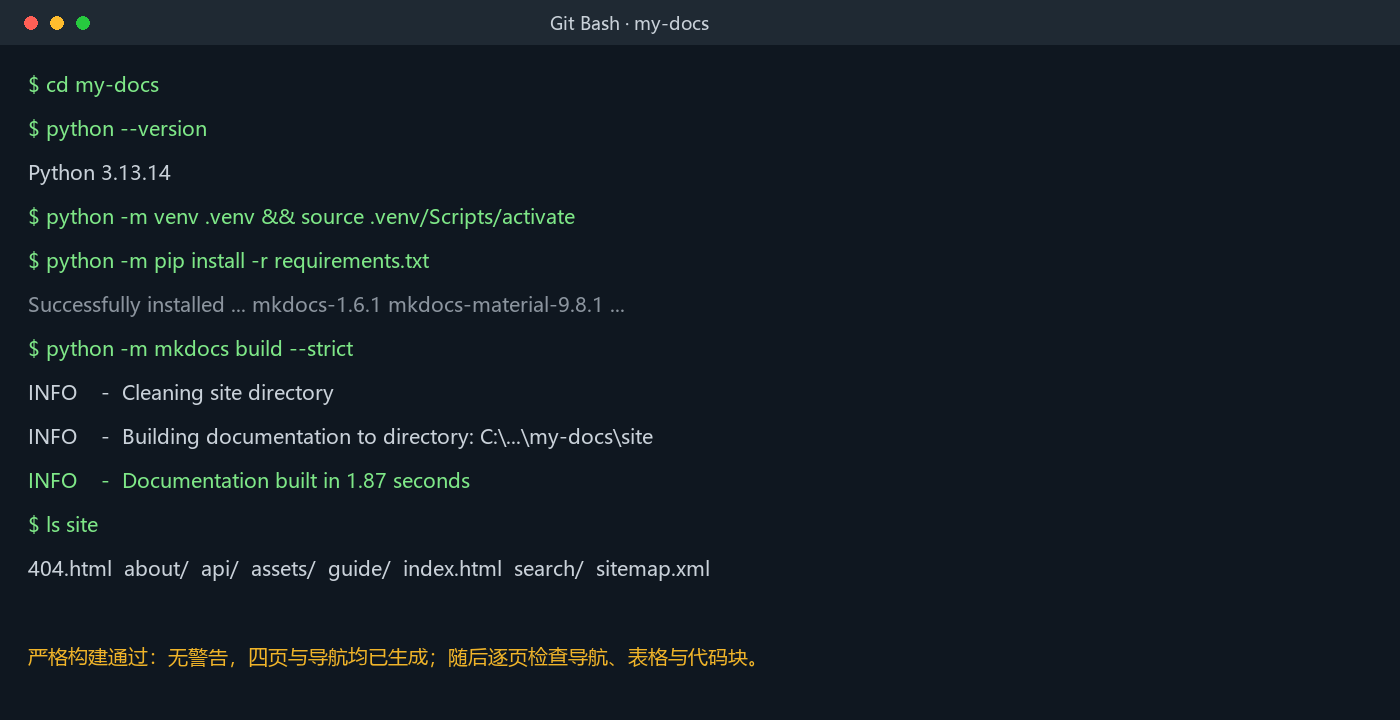 Git Bash · my-docs
$ cd my-docs
$ python --version
Python 3.13.14
$ python -m venv .venv && source .venv/Scripts/activate
$ python -m pip install -r requirements.txt
Successfully installed ... mkdocs-1.6.1 mkdocs-material-9.8.1 ...
$ python -m mkdocs build --strict
INFO    -  Cleaning site directory
INFO    -  Building documentation to directory: C:\...\my-docs\site
INFO    -  Documentation built in 1.87 seconds
$ ls site
404.html  about/  api/  assets/  guide/  index.html  search/  sitemap.xml
严格构建通过：无警告，四页与导航均已生成；随后逐页检查导航、表格与代码块。